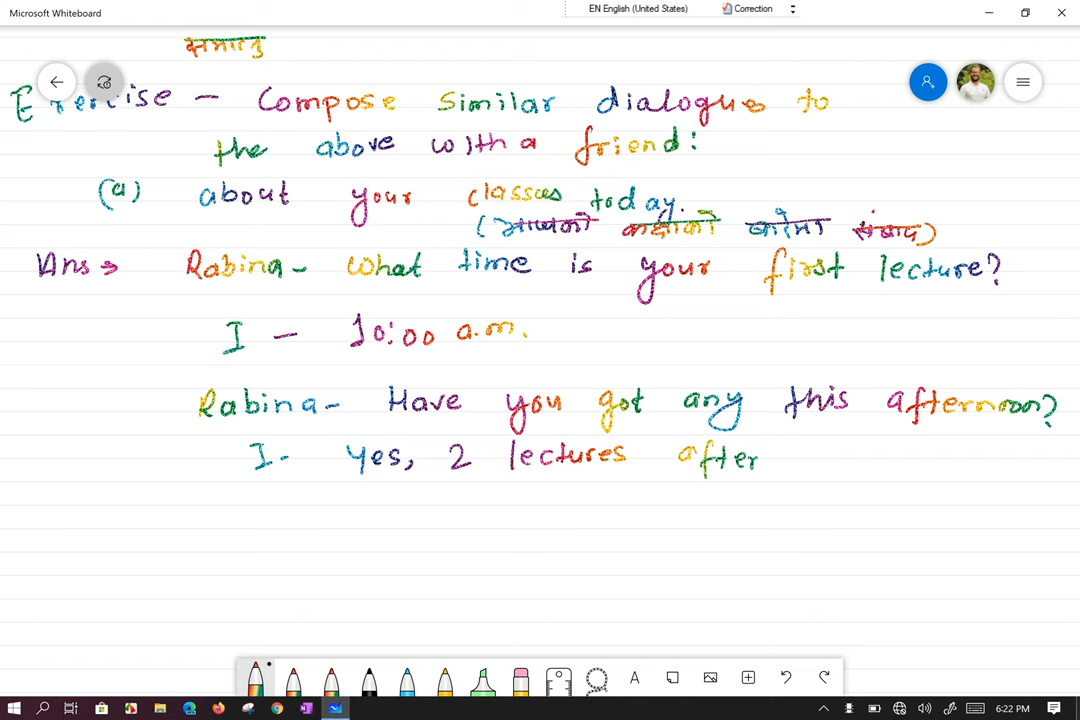 Microsoft Whiteboard
EN English (United States)
Correction
Exercise - Compose similar dialogues to
the above with a friend:
(a) about your classes today.
कक्षाको बारेमा संवाद)
Ans → Rabina- What time is your first lecture?
I - 10:00 a.m.
Rabina- Have you got any this afternoon?
I- Yes, 2 lectures after
A
6:22 PM